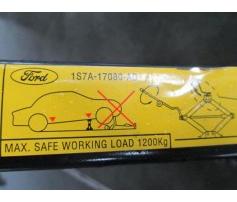 Ford
1S7A-17080-AD
MAX. SAFE WORKING LOAD 1200Kg